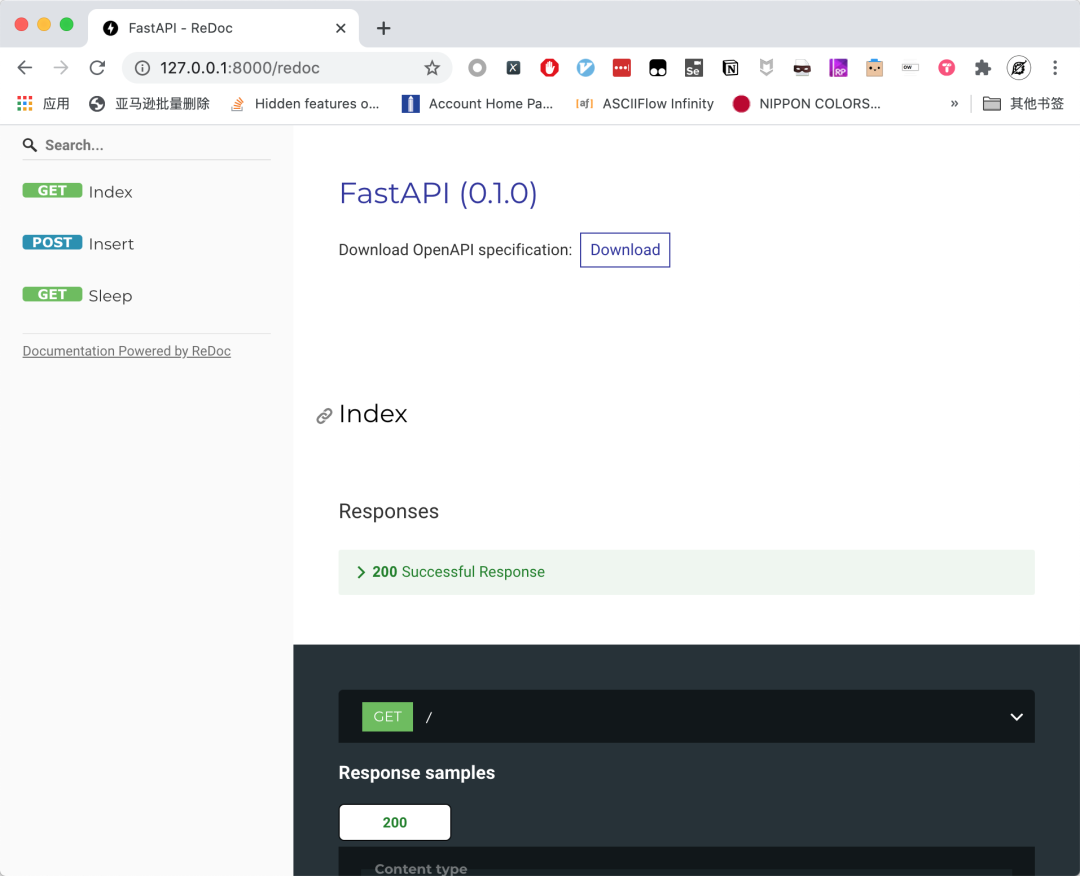 FastAPI - ReDoc
127.0.0.1:8000/redoc
应用
亚马逊批量删除
Hidden features o...
Account Home Pa...
[af]
ASCIIFlow Infinity
NIPPON COLORS...
»
其他书签
Search...
GET Index
POST Insert
GET Sleep
Documentation Powered by ReDoc
FastAPI (0.1.0)
Download OpenAPI specification: Download
Index
Responses
200 Successful Response
GET /
Response samples
200
Content type